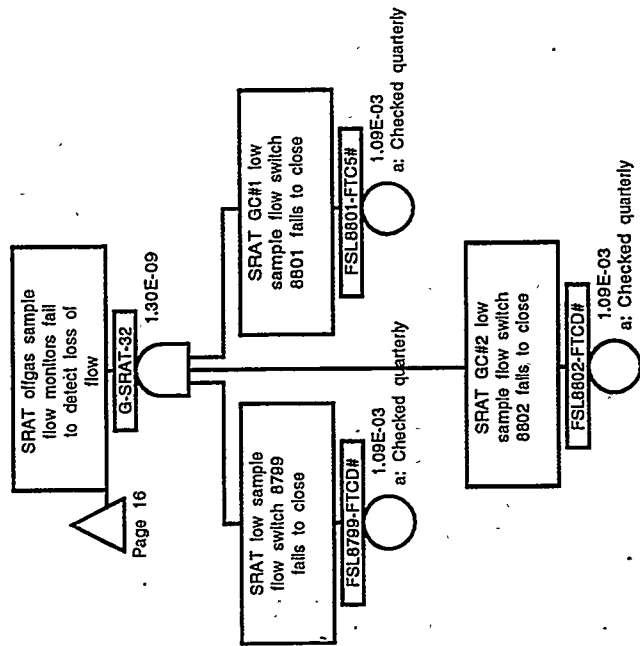 SRAT offgas sample
flow monitors fail
to detect loss of
flow
G-SRAT-32
1.30E-09
Page 16
SRAT low sample
flow switch 8799
fails to close
FSL8799-FTCD#
1.09E-03
a: Checked quarterly
SRAT GC#1 low
sample flow switch
8801 fails to close
FSL8801-FTC5#
1.09E-03
a: Checked quarterly
SRAT GC#2 low
sample flow switch
8802 fails to close
FSL8802-FTCD#
1.09E-03
a: Checked quarterly